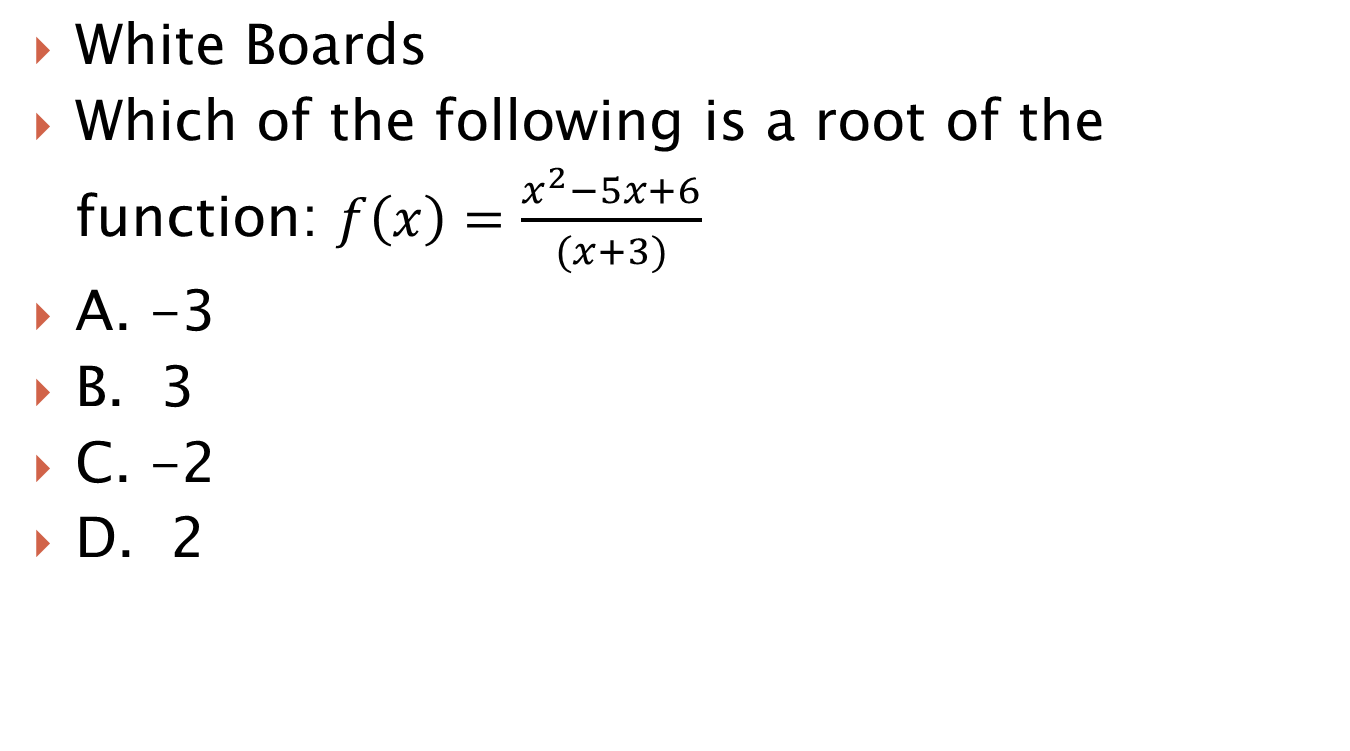 White Boards
Which of the following is a root of the
function: f(x) = x²−5x+6 / (x+3)
A. -3
B. 3
C. -2
D. 2